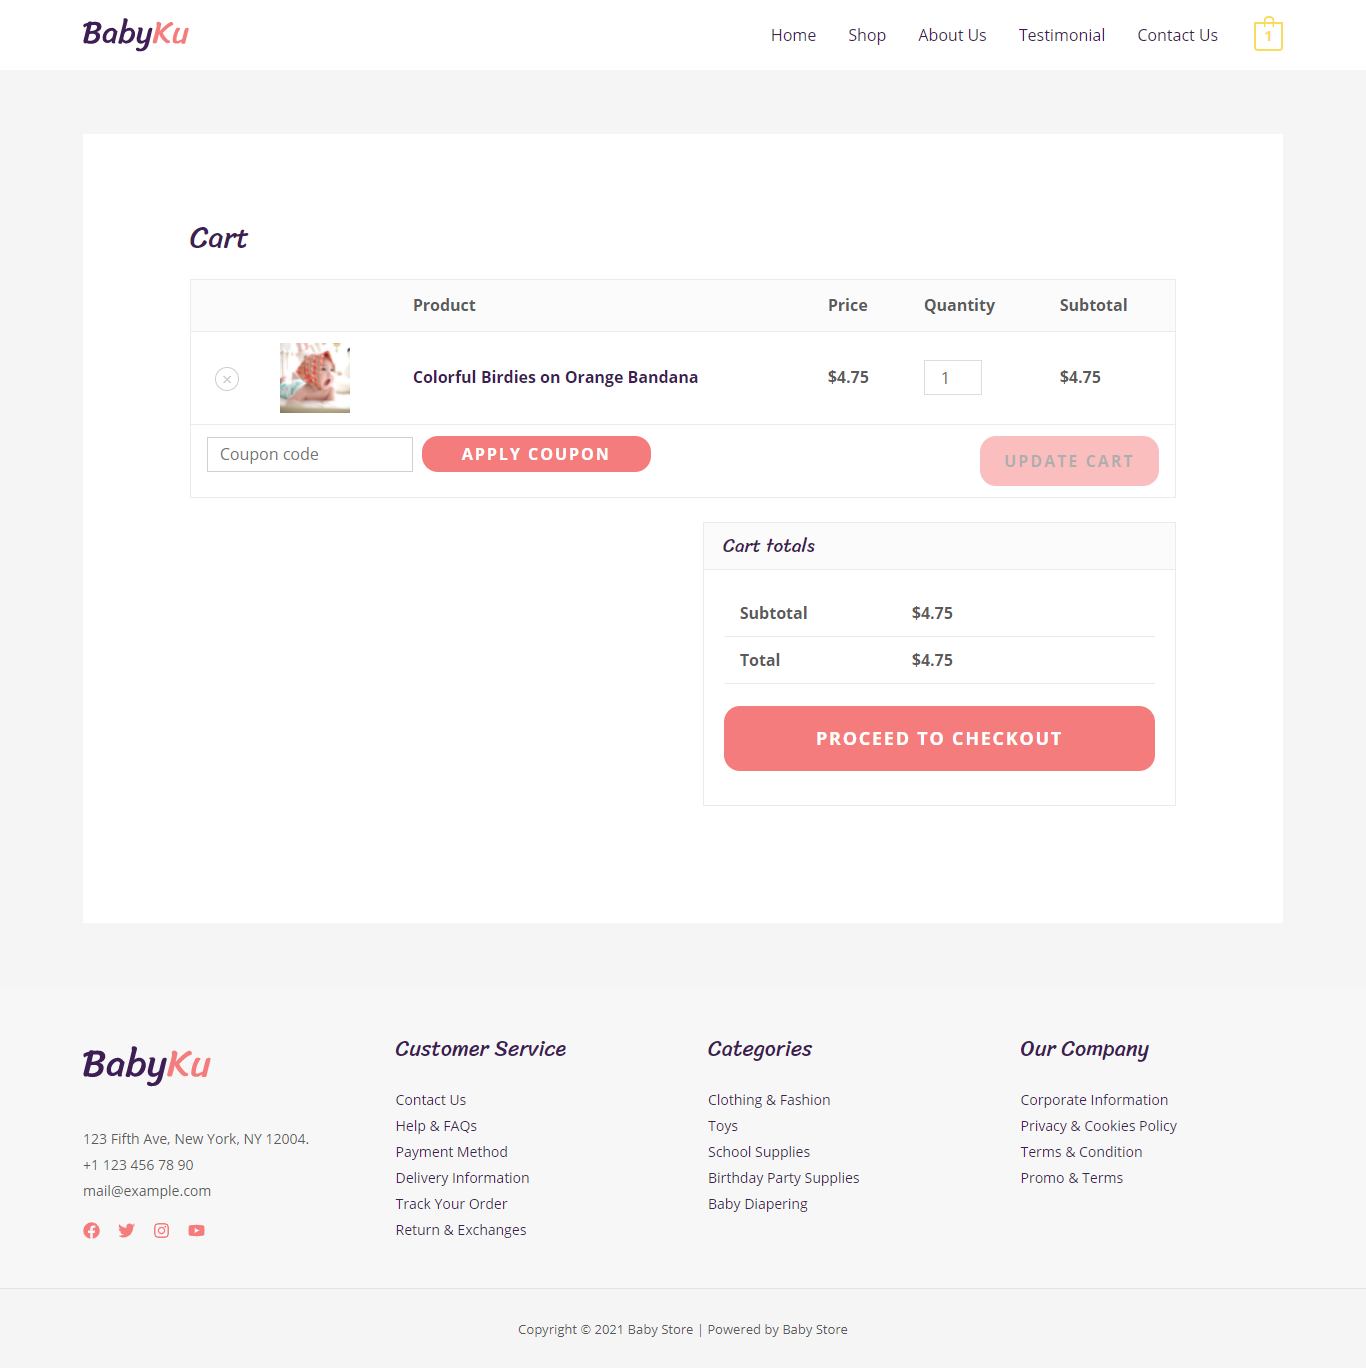 BabyKu
Home Shop About Us Testimonial Contact Us 1
Cart
Product Price Quantity Subtotal
× Colorful Birdies on Orange Bandana $4.75 1 $4.75
Coupon code APPLY COUPON UPDATE CART
Cart totals
Subtotal $4.75
Total $4.75
PROCEED TO CHECKOUT
BabyKu
123 Fifth Ave, New York, NY 12004.
+1 123 456 78 90
mail@example.com
Customer Service
Contact Us
Help & FAQs
Payment Method
Delivery Information
Track Your Order
Return & Exchanges
Categories
Clothing & Fashion
Toys
School Supplies
Birthday Party Supplies
Baby Diapering
Our Company
Corporate Information
Privacy & Cookies Policy
Terms & Condition
Promo & Terms
Copyright © 2021 Baby Store | Powered by Baby Store